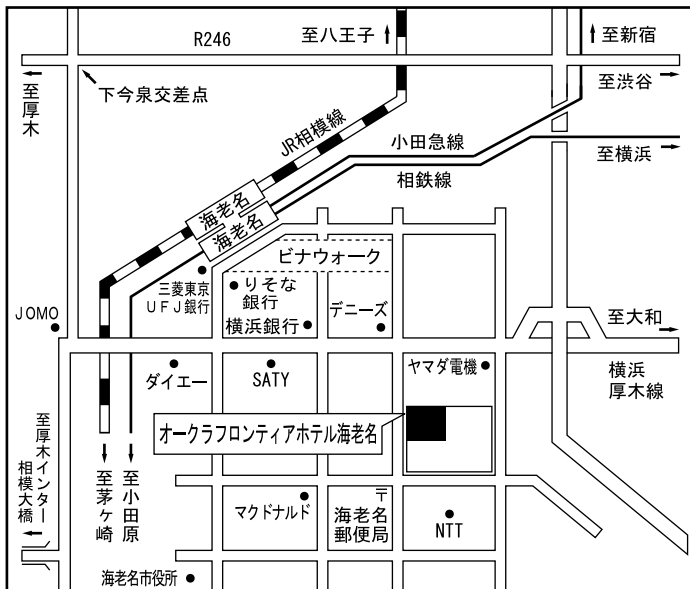 R246
至八王子
至新宿
至渋谷
至厚木
下今泉交差点
JR相模線
小田急線
至横浜
相鉄線
海老名
海老名
ビナウォーク
三菱東京
ＵＦＪ銀行
りそな
銀行
デニーズ
横浜銀行
JOMO
至大和
ダイエー
SATY
ヤマダ電機
横浜
厚木線
オークラフロンティアホテル海老名
至厚木インター
相模大橋
至茅ヶ崎
至小田原
マクドナルド
〒
海老名
郵便局
NTT
海老名市役所